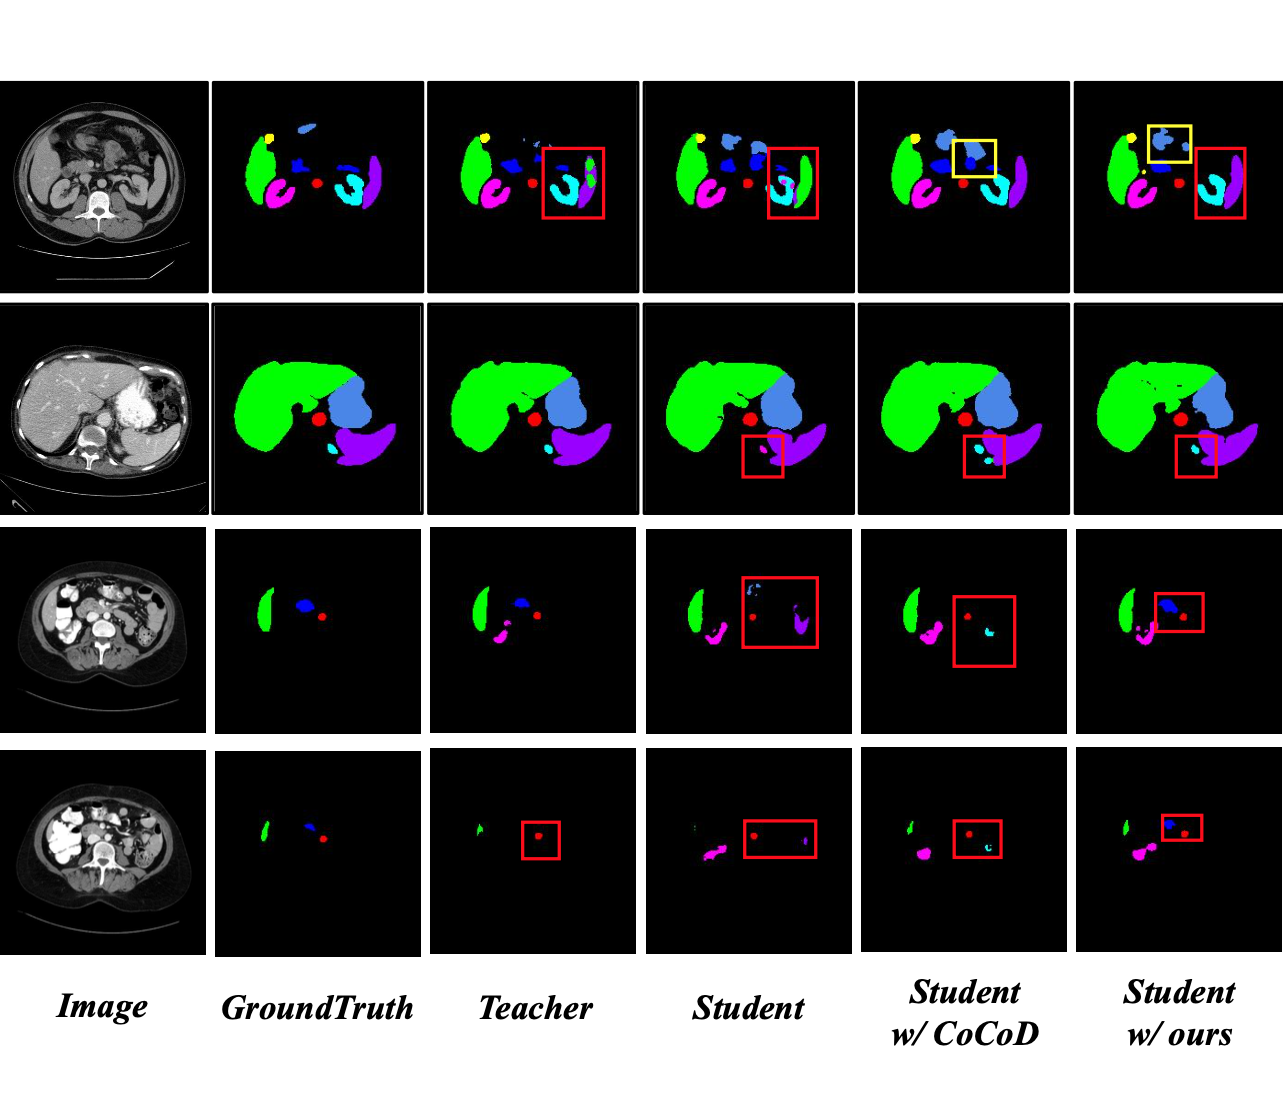 Image
GroundTruth
Teacher
Student
Student
w/ CoCoD
Student
w/ ours